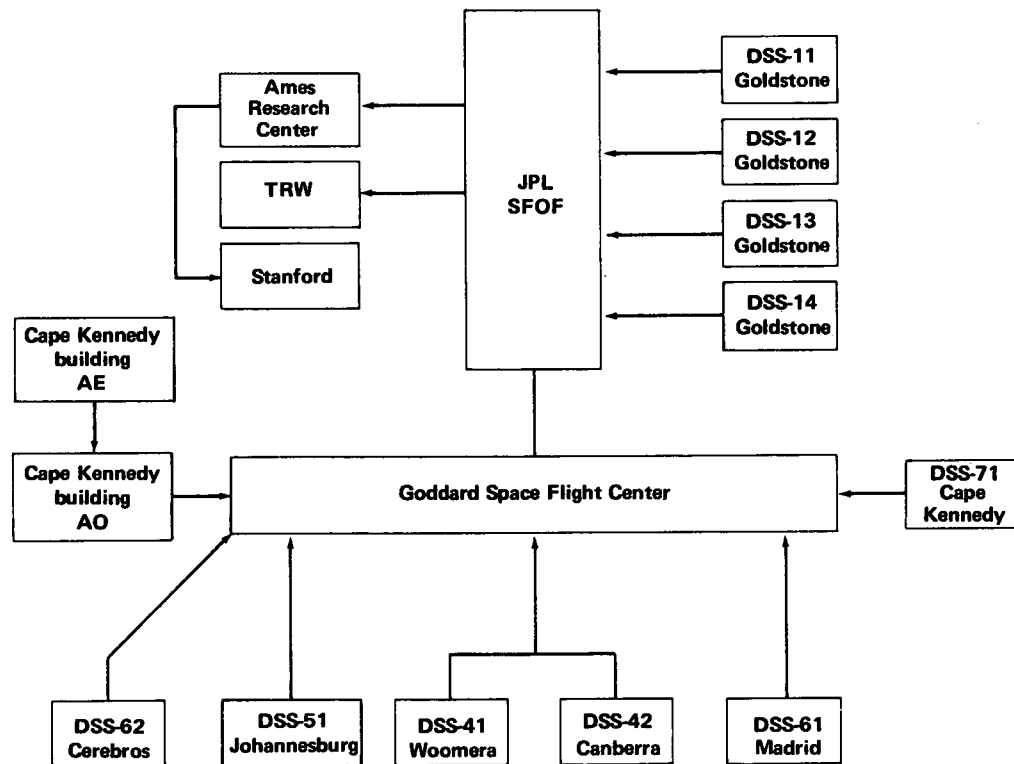 DSS-11
Goldstone
Ames
Research
Center
DSS-12
Goldstone
JPL
SFOF
TRW
DSS-13
Goldstone
Stanford
DSS-14
Goldstone
Cape Kennedy
building
AE
Cape Kennedy
building
AO
Goddard Space Flight Center
DSS-71
Cape
Kennedy
DSS-62
Cerebros
DSS-51
Johannesburg
DSS-41
Woomera
DSS-42
Canberra
DSS-61
Madrid